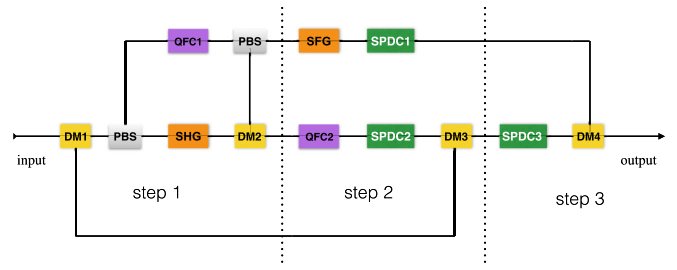 QFC1 PBS SFG SPDC1
DM1 PBS SHG DM2 QFC2 SPDC2 DM3 SPDC3 DM4
input output
step 1 step 2 step 3